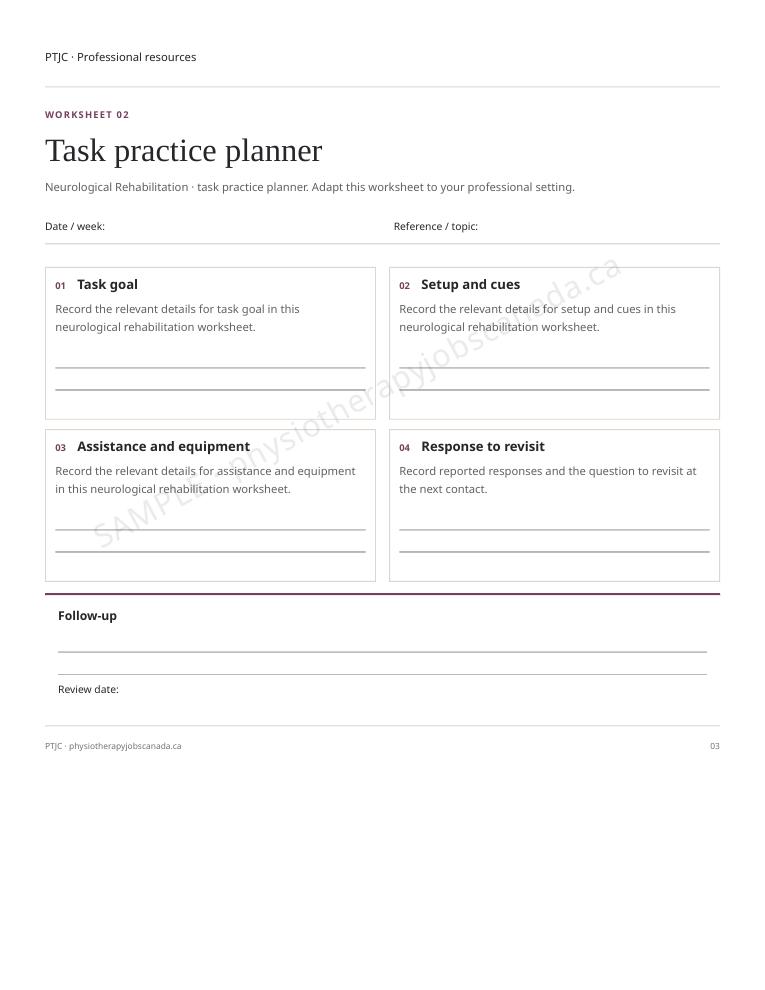 PTJC · Professional resources
WORKSHEET 02
Task practice planner
Neurological Rehabilitation · task practice planner. Adapt this worksheet to your professional setting.
Date / week:
Reference / topic:
01 Task goal
Record the relevant details for task goal in this
neurological rehabilitation worksheet.
02 Setup and cues
Record the relevant details for setup and cues in this
neurological rehabilitation worksheet.
03 Assistance and equipment
Record the relevant details for assistance and equipment
in this neurological rehabilitation worksheet.
04 Response to revisit
Record reported responses and the question to revisit at
the next contact.
SAMPLE · physiotherapyjobscanada.ca
Follow-up
Review date:
PTJC · physiotherapyjobscanada.ca
03